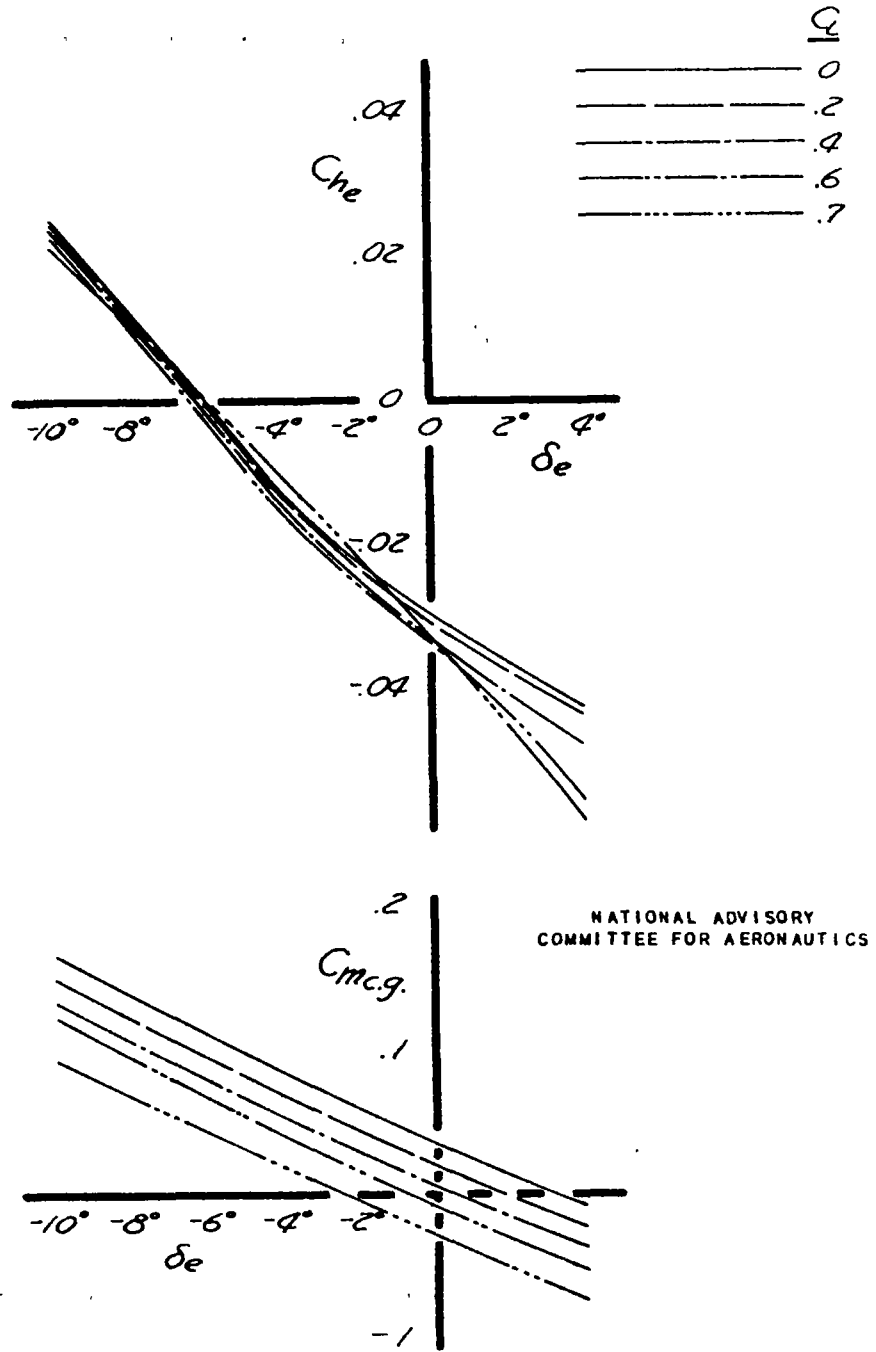 C_L
0
.2
.4
.6
.7
.04
C_he
.02
0
-10° -8° -4° -2° 0 2° 4°
δe
-.02
-.04
.2
NATIONAL ADVISORY
COMMITTEE FOR AERONAUTICS
C_mc.g.
.1
-10° -8° -6° -4° -2°
δe
-.1